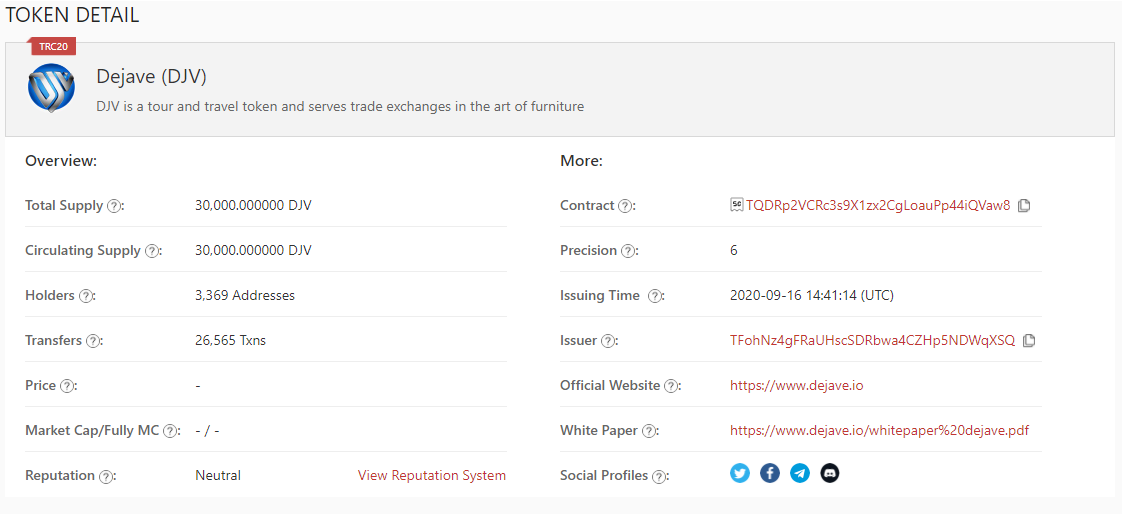 TOKEN DETAIL
TRC20
Dejave (DJV)
DJV is a tour and travel token and serves trade exchanges in the art of furniture
Overview:
Total Supply ?: 30,000.000000 DJV
Circulating Supply ?: 30,000.000000 DJV
Holders ?: 3,369 Addresses
Transfers ?: 26,565 Txns
Price ?: -
Market Cap/Fully MC ?: - / -
Reputation ?: Neutral View Reputation System
More:
Contract ?: SC TQDRp2VCRc3s9X1zx2CgLoauPp44iQVaw8
Precision ?: 6
Issuing Time ?: 2020-09-16 14:41:14 (UTC)
Issuer ?: TFohNz4gFRaUHscSDRbwa4CZHp5NDWqXSQ
Official Website ?: https://www.dejave.io
White Paper ?: https://www.dejave.io/whitepaper%20dejave.pdf
Social Profiles ?: